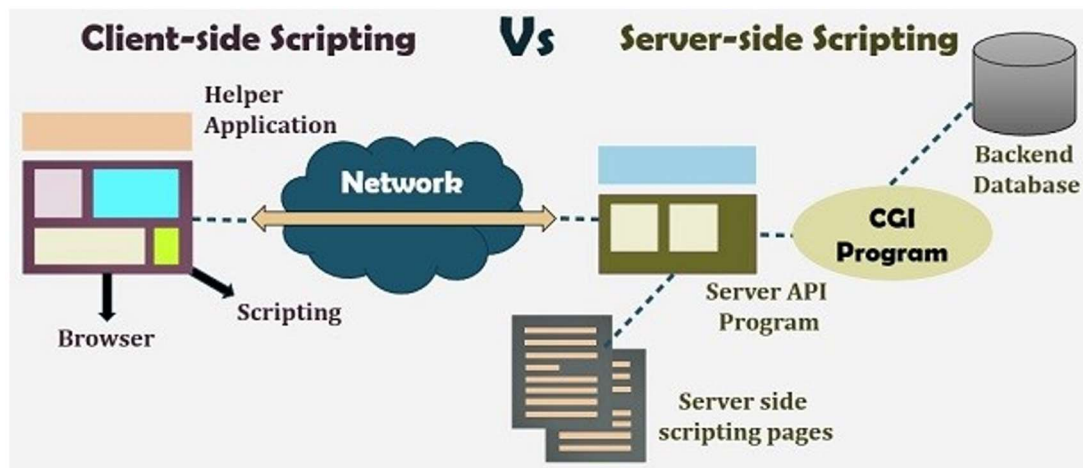 Client-side Scripting Vs Server-side Scripting
Helper
Application
Network
Browser
Scripting
Server API
Program
CGI
Program
Backend
Database
Server side
scripting pages